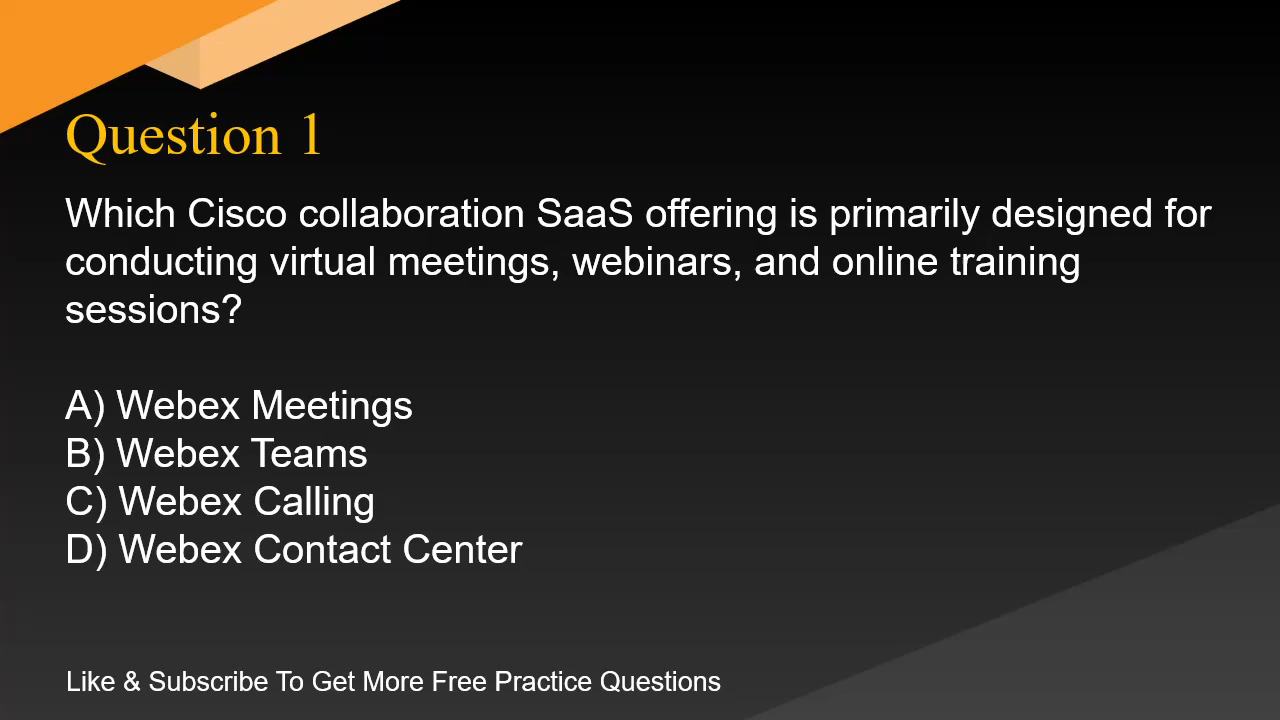 Question 1
Which Cisco collaboration SaaS offering is primarily designed for
conducting virtual meetings, webinars, and online training
sessions?
A) Webex Meetings
B) Webex Teams
C) Webex Calling
D) Webex Contact Center
Like & Subscribe To Get More Free Practice Questions